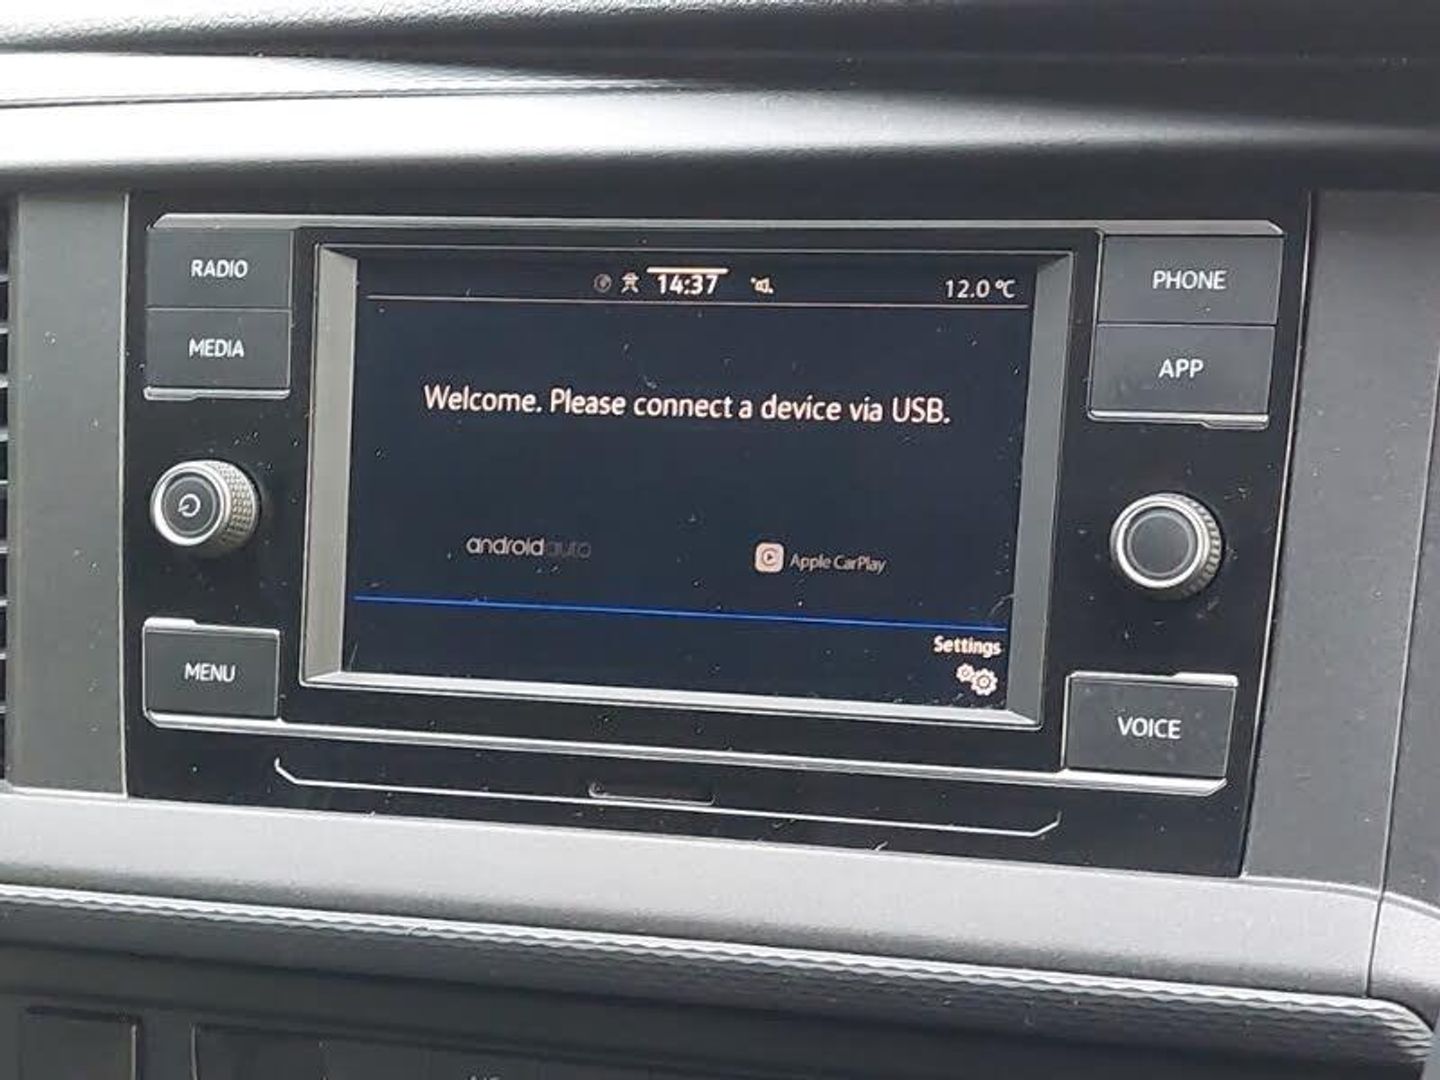 RADIO
MEDIA
14:37
12.0 °C
PHONE
APP
Welcome. Please connect a device via USB.
androidauto
Apple CarPlay
Settings
MENU
VOICE